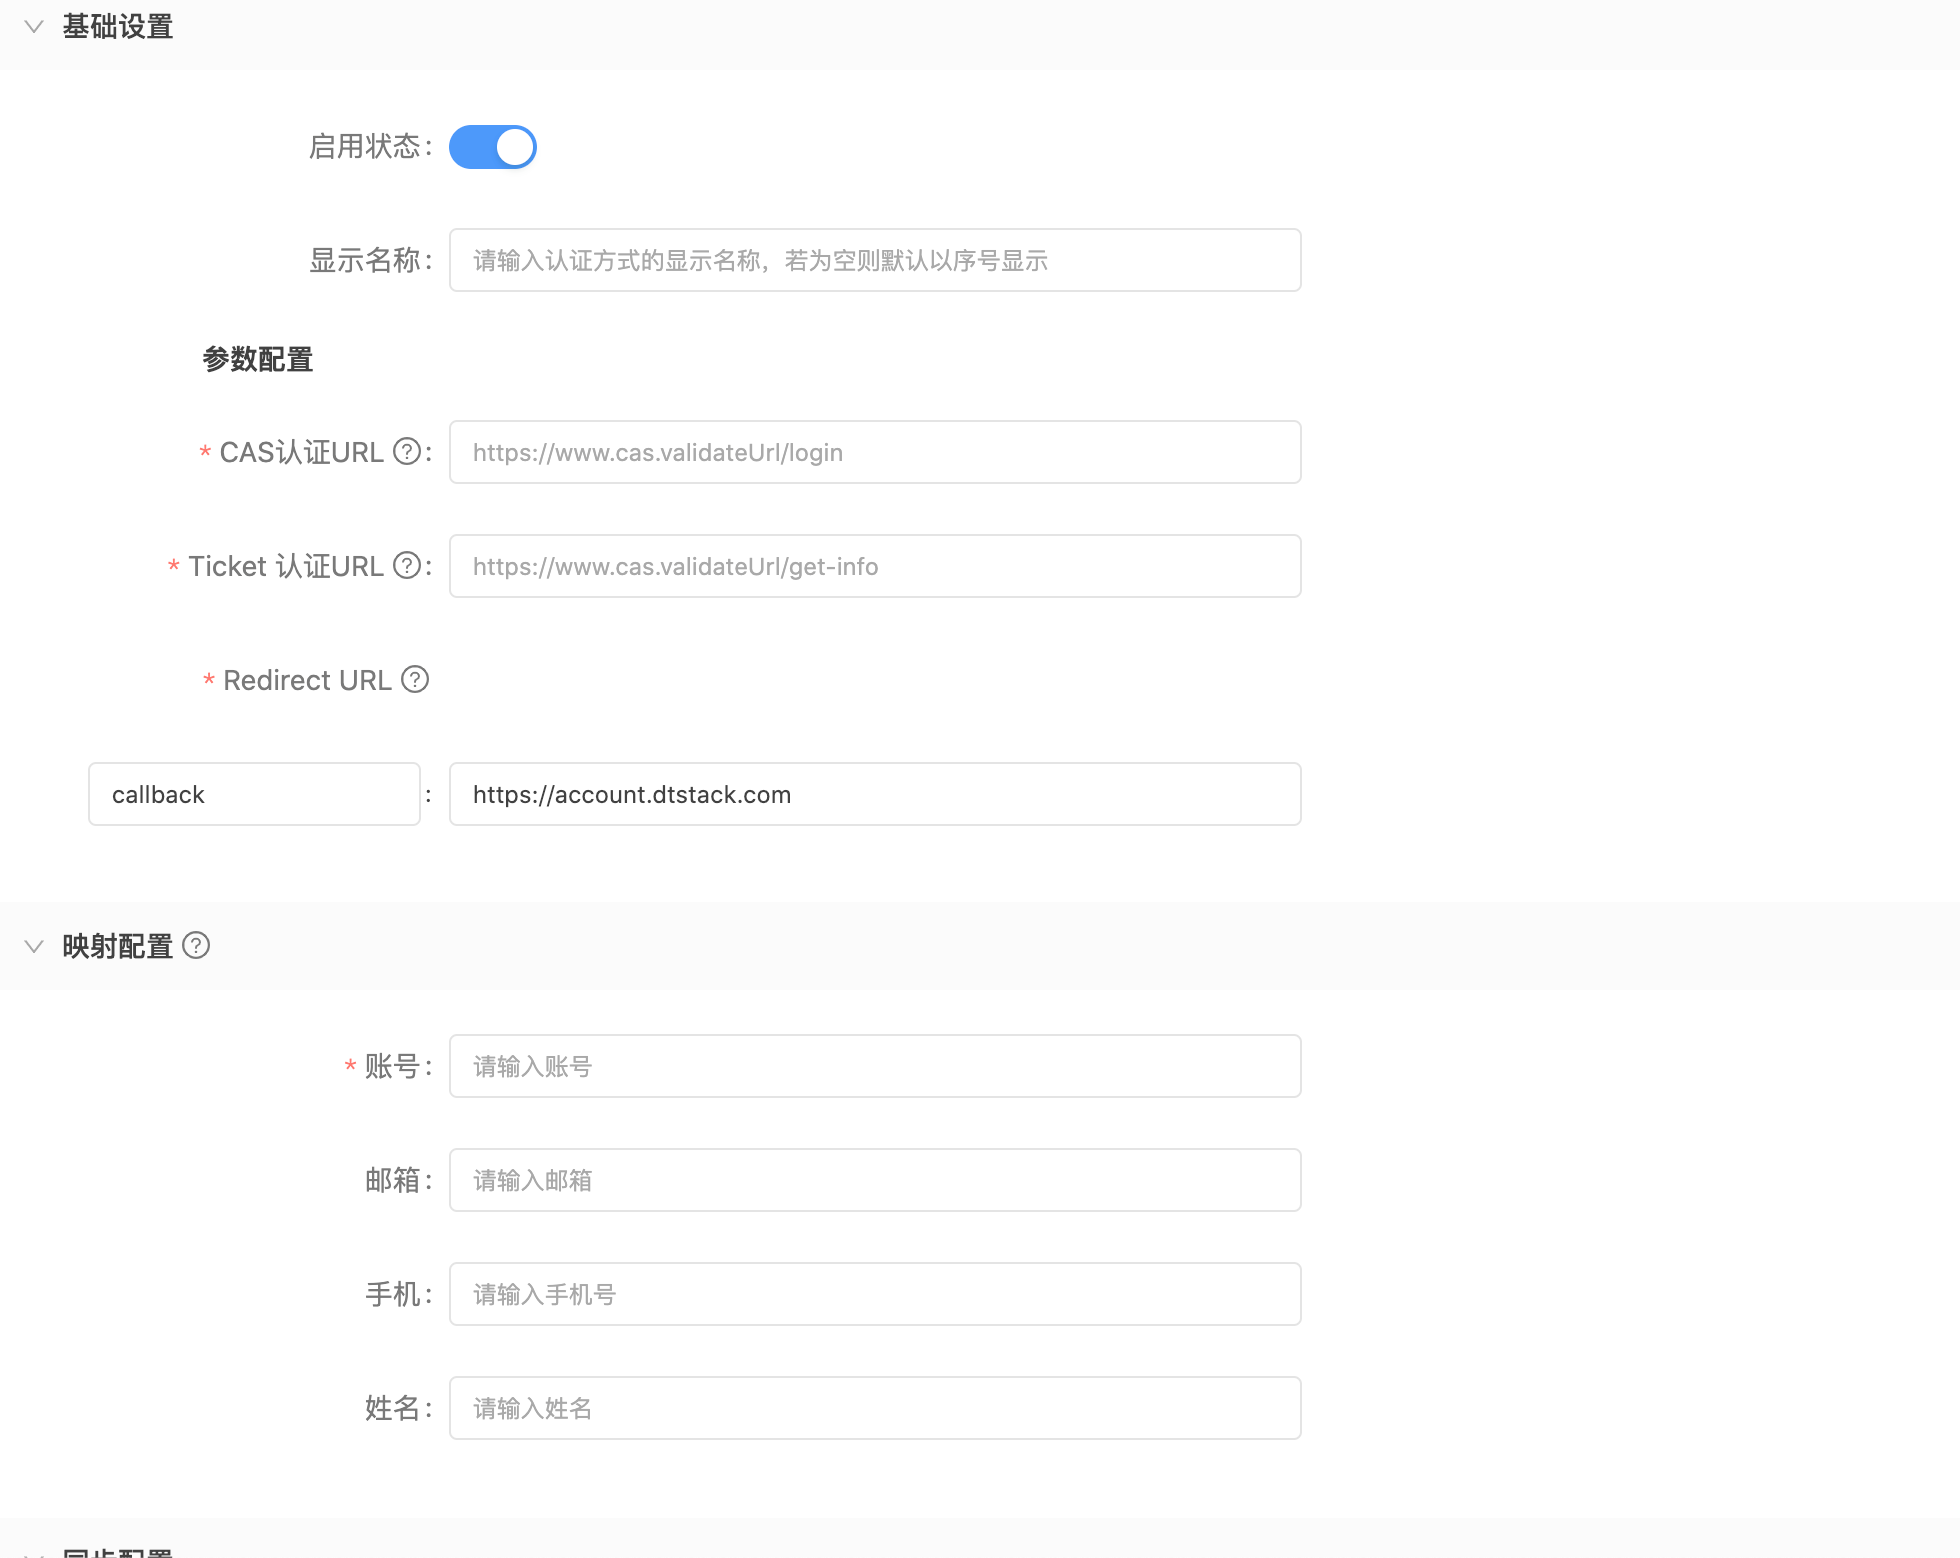 基础设置
启用状态:
显示名称: 请输入认证方式的显示名称，若为空则默认以序号显示
参数配置
* CAS认证URL ? : https://www.cas.validateUrl/login
* Ticket 认证URL ? : https://www.cas.validateUrl/get-info
* Redirect URL ?
callback : https://account.dtstack.com
映射配置 ?
* 账号: 请输入账号
邮箱: 请输入邮箱
手机: 请输入手机号
姓名: 请输入姓名
同步配置